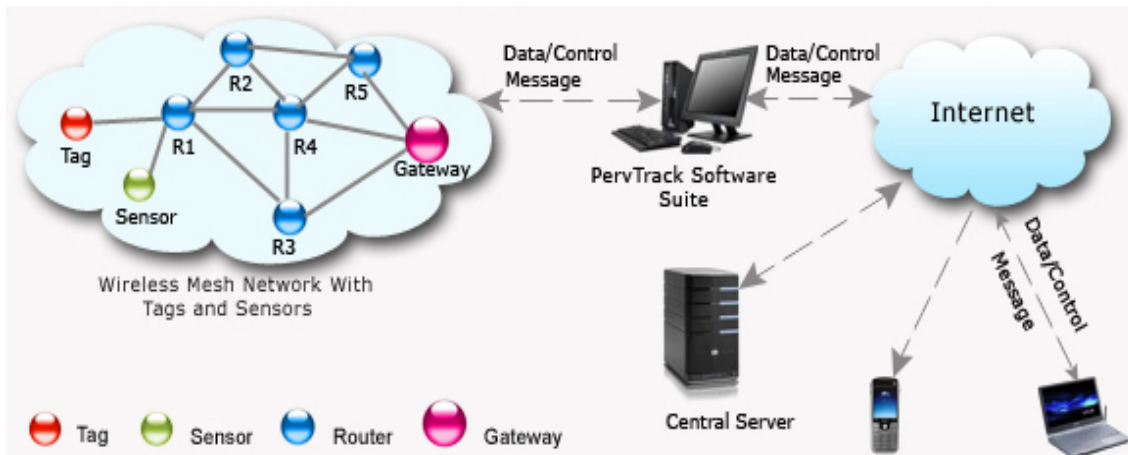 Data/Control
Message
Data/Control
Message
R2
R5
Internet
Tag
R1
R4
Gateway
Sensor
PervTrack Software
Suite
R3
Wireless Mesh Network With
Tags and Sensors
Data/Control
Message
Central Server
Tag
Sensor
Router
Gateway